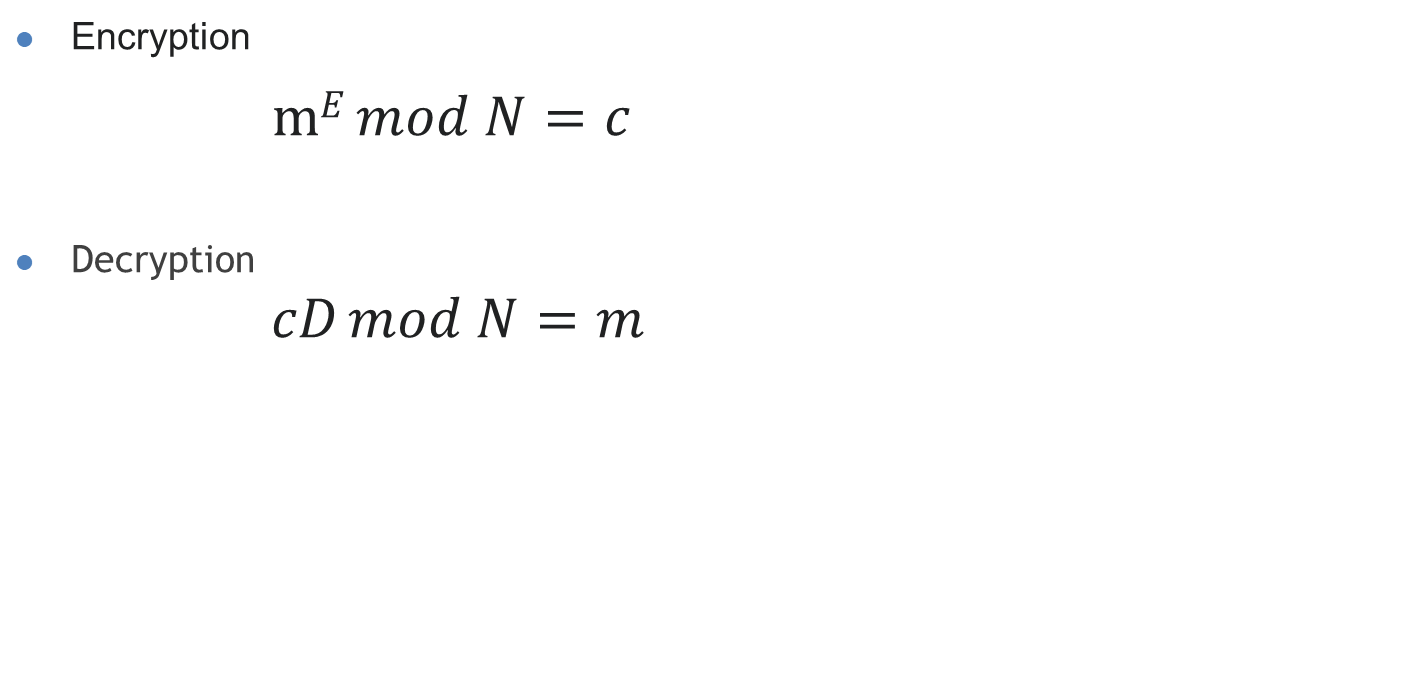 • Encryption
m^E mod N = c
• Decryption
cD mod N = m